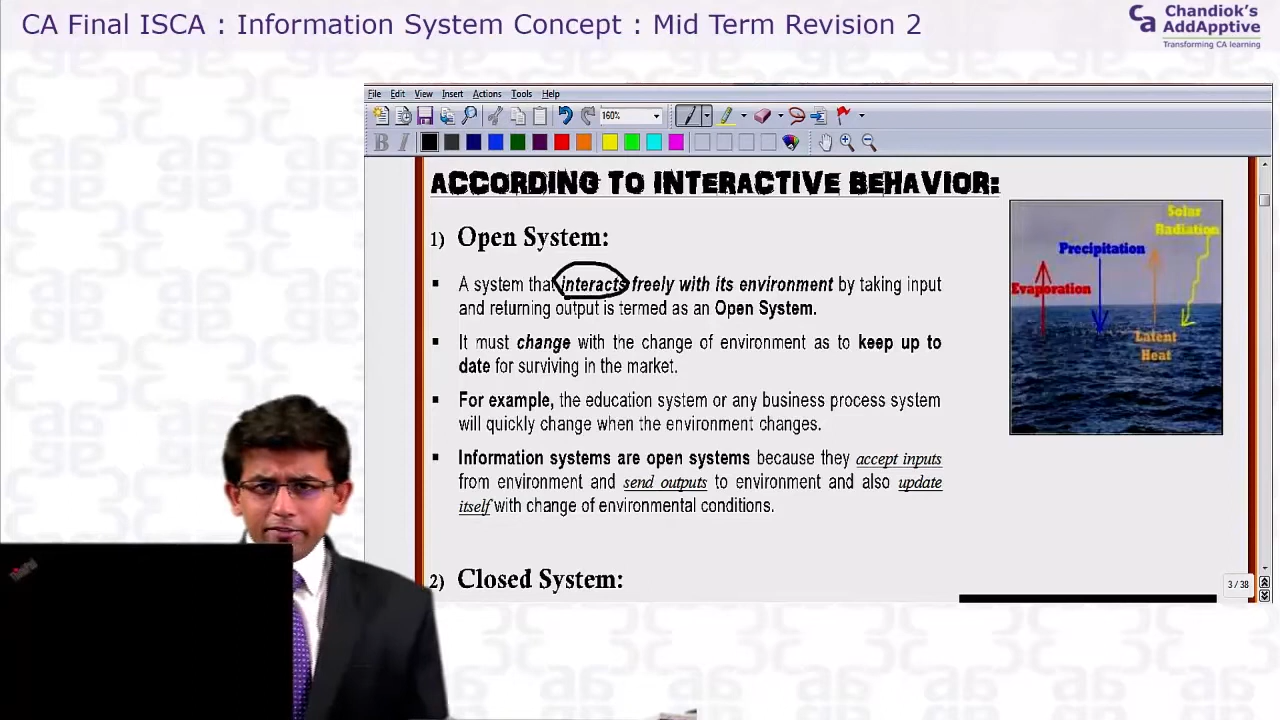 CA Final ISCA : Information System Concept : Mid Term Revision 2
Chandiok's
AddApptive
Transforming CA learning
File Edit View Insert Actions Tools Help
160%
B I
ACCORDING TO INTERACTIVE BEHAVIOR:
1) Open System:
▪ A system that interacts freely with its environment by taking input
and returning output is termed as an Open System.
▪ It must change with the change of environment as to keep up to
date for surviving in the market.
▪ For example, the education system or any business process system
will quickly change when the environment changes.
▪ Information systems are open systems because they accept inputs
from environment and send outputs to environment and also update
itself with change of environmental conditions.
2) Closed System:
Solar
Radiation
Precipitation
Evaporation
Latent
Heat
3 / 38